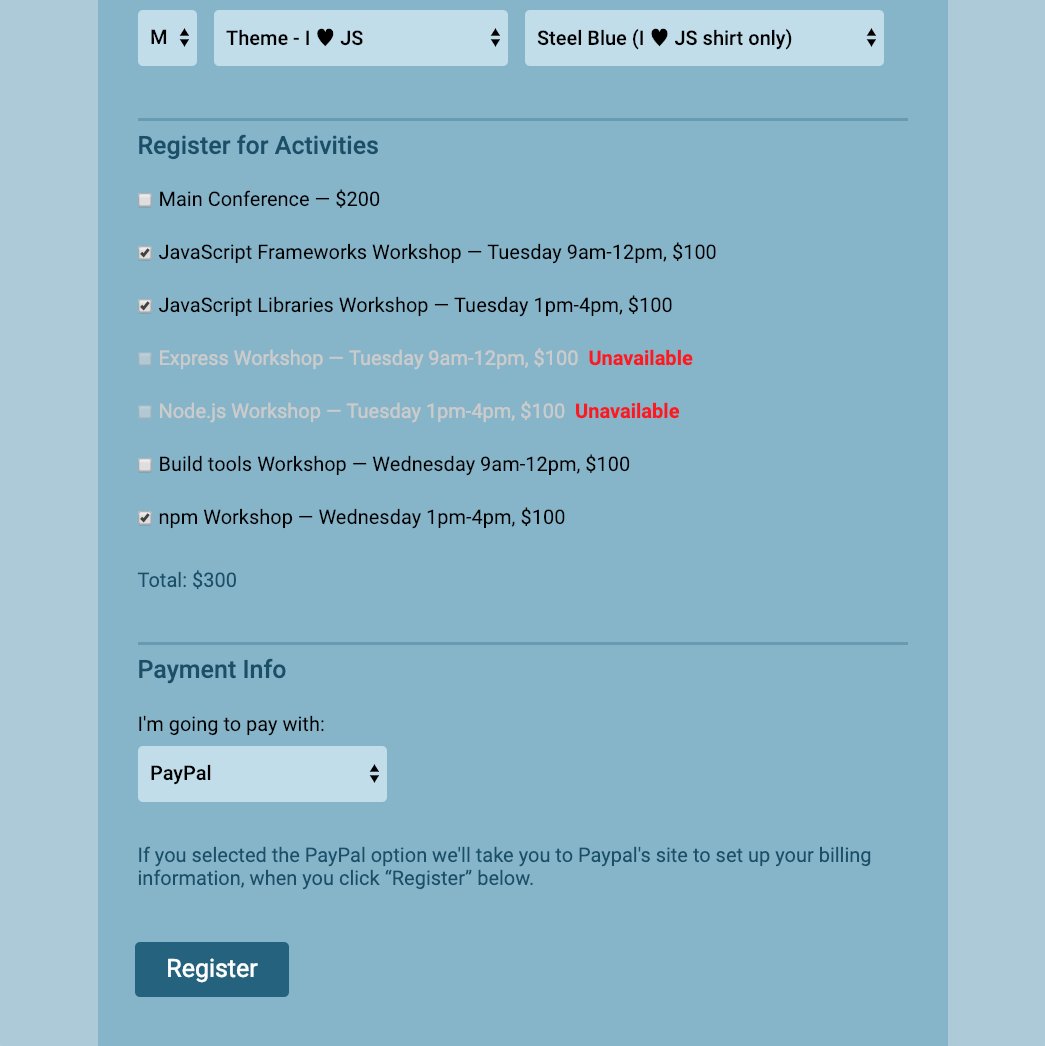 M Theme - I ♥ JS Steel Blue (I ♥ JS shirt only)
Register for Activities
Main Conference — $200
JavaScript Frameworks Workshop — Tuesday 9am-12pm, $100
JavaScript Libraries Workshop — Tuesday 1pm-4pm, $100
Express Workshop — Tuesday 9am-12pm, $100 Unavailable
Node.js Workshop — Tuesday 1pm-4pm, $100 Unavailable
Build tools Workshop — Wednesday 9am-12pm, $100
npm Workshop — Wednesday 1pm-4pm, $100
Total: $300
Payment Info
I'm going to pay with:
PayPal
If you selected the PayPal option we'll take you to Paypal's site to set up your billing
information, when you click “Register” below.
Register